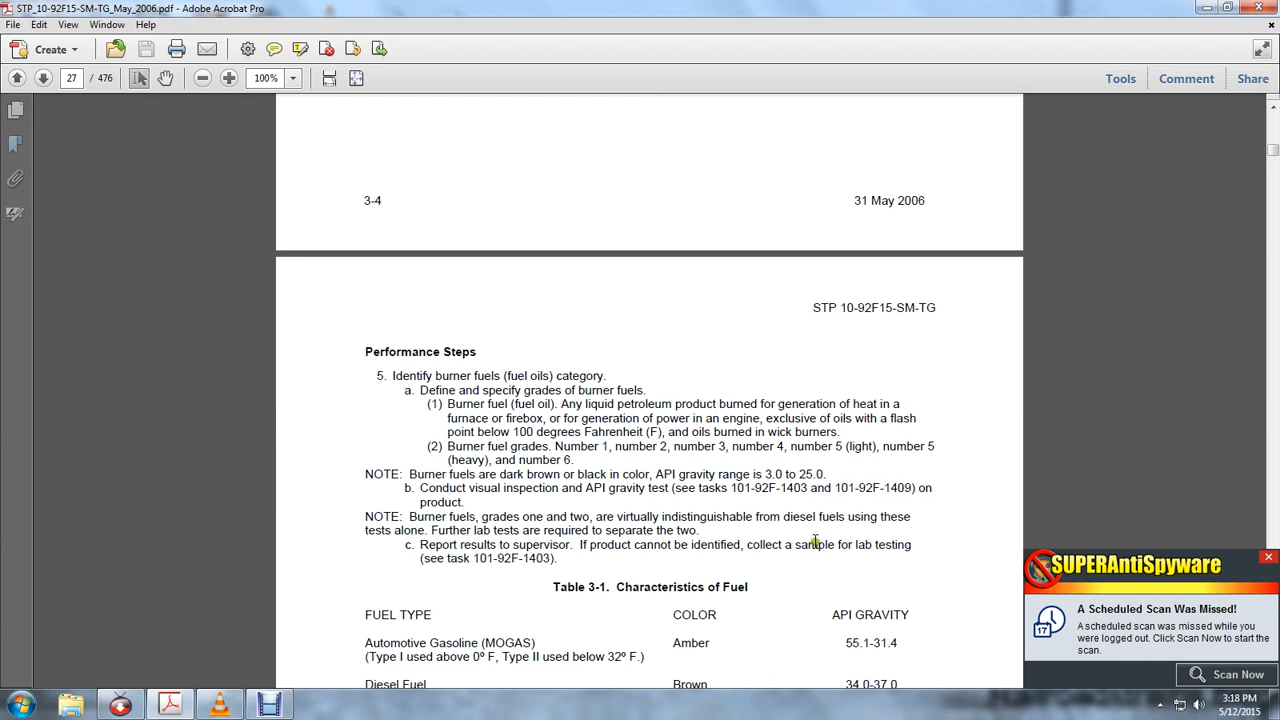 STP_10-92F15-SM-TG_May_2006.pdf - Adobe Acrobat Pro
File Edit View Window Help
Create
27 / 476
100%
Tools
Comment
Share
3-4
31 May 2006
STP 10-92F15-SM-TG
Performance Steps
5. Identify burner fuels (fuel oils) category.
a. Define and specify grades of burner fuels.
(1) Burner fuel (fuel oil). Any liquid petroleum product burned for generation of heat in a
furnace or firebox, or for generation of power in an engine, exclusive of oils with a flash
point below 100 degrees Fahrenheit (F), and oils burned in wick burners.
(2) Burner fuel grades. Number 1, number 2, number 3, number 4, number 5 (light), number 5
(heavy), and number 6.
NOTE: Burner fuels are dark brown or black in color, API gravity range is 3.0 to 25.0.
b. Conduct visual inspection and API gravity test (see tasks 101-92F-1403 and 101-92F-1409) on
product.
NOTE: Burner fuels, grades one and two, are virtually indistinguishable from diesel fuels using these
tests alone. Further lab tests are required to separate the two.
c. Report results to supervisor. If product cannot be identified, collect a sample for lab testing
(see task 101-92F-1403).
Table 3-1. Characteristics of Fuel
FUEL TYPE COLOR API GRAVITY
Automotive Gasoline (MOGAS) Amber 55.1-31.4
(Type I used above 0º F, Type II used below 32º F.)
Diesel Fuel Brown 34.0-37.0
SUPERAntiSpyware
17
A Scheduled Scan Was Missed!
A scheduled scan was missed while you
were logged out. Click Scan Now to start the
scan.
Scan Now
3:18 PM
5/12/2015